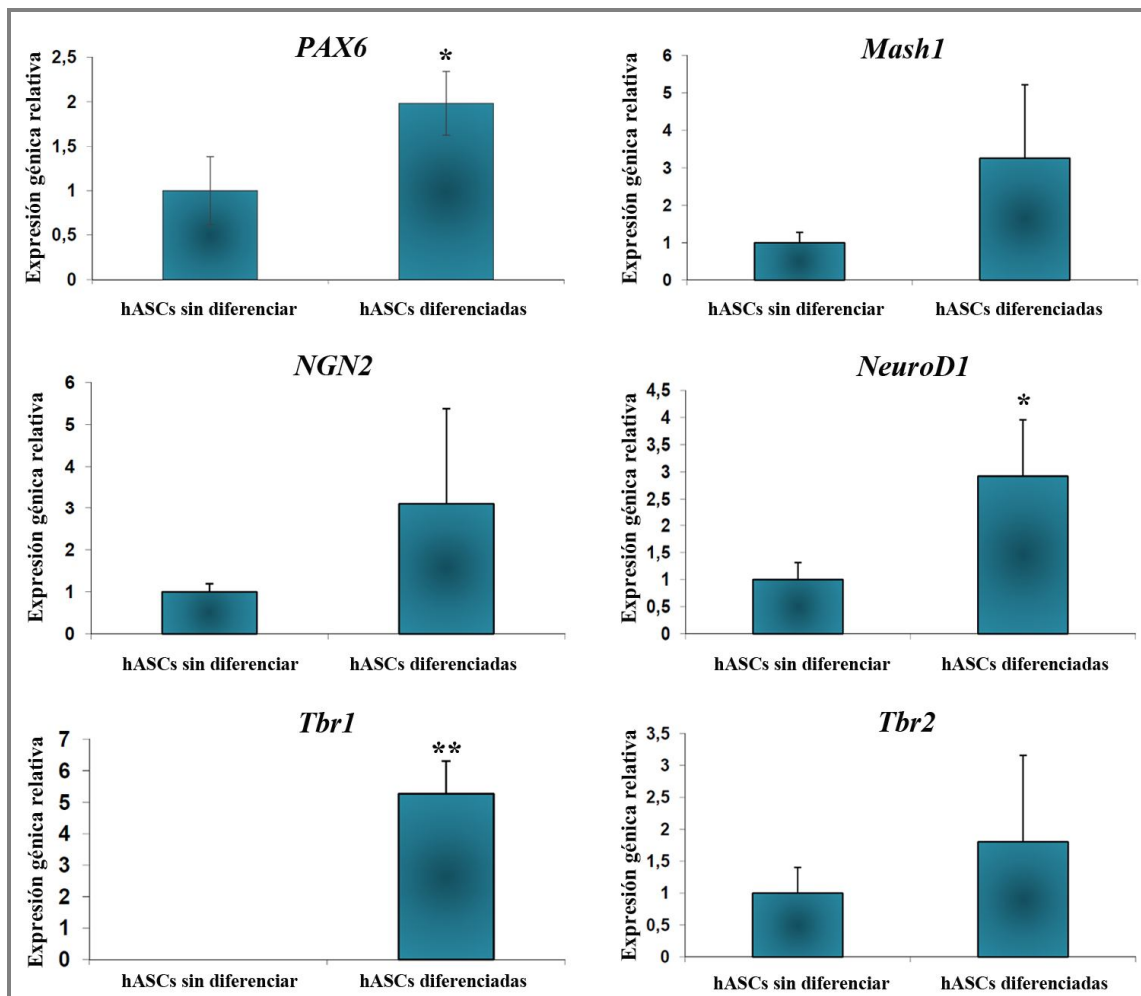 PAX6
*
Expresión génica relativa
2,5
2
1,5
1
0,5
0
hASCs sin diferenciar
hASCs diferenciadas
Mash1
Expresión génica relativa
6
5
4
3
2
1
0
hASCs sin diferenciar
hASCs diferenciadas
NGN2
Expresión génica relativa
6
5
4
3
2
1
0
hASCs sin diferenciar
hASCs diferenciadas
NeuroD1
*
Expresión génica relativa
4,5
4
3,5
3
2,5
2
1,5
1
0,5
0
hASCs sin diferenciar
hASCs diferenciadas
Tbr1
**
Expresión génica relativa
7
6
5
4
3
2
1
0
hASCs sin diferenciar
hASCs diferenciadas
Tbr2
Expresión génica relativa
3,5
3
2,5
2
1,5
1
0,5
0
hASCs sin diferenciar
hASCs diferenciadas